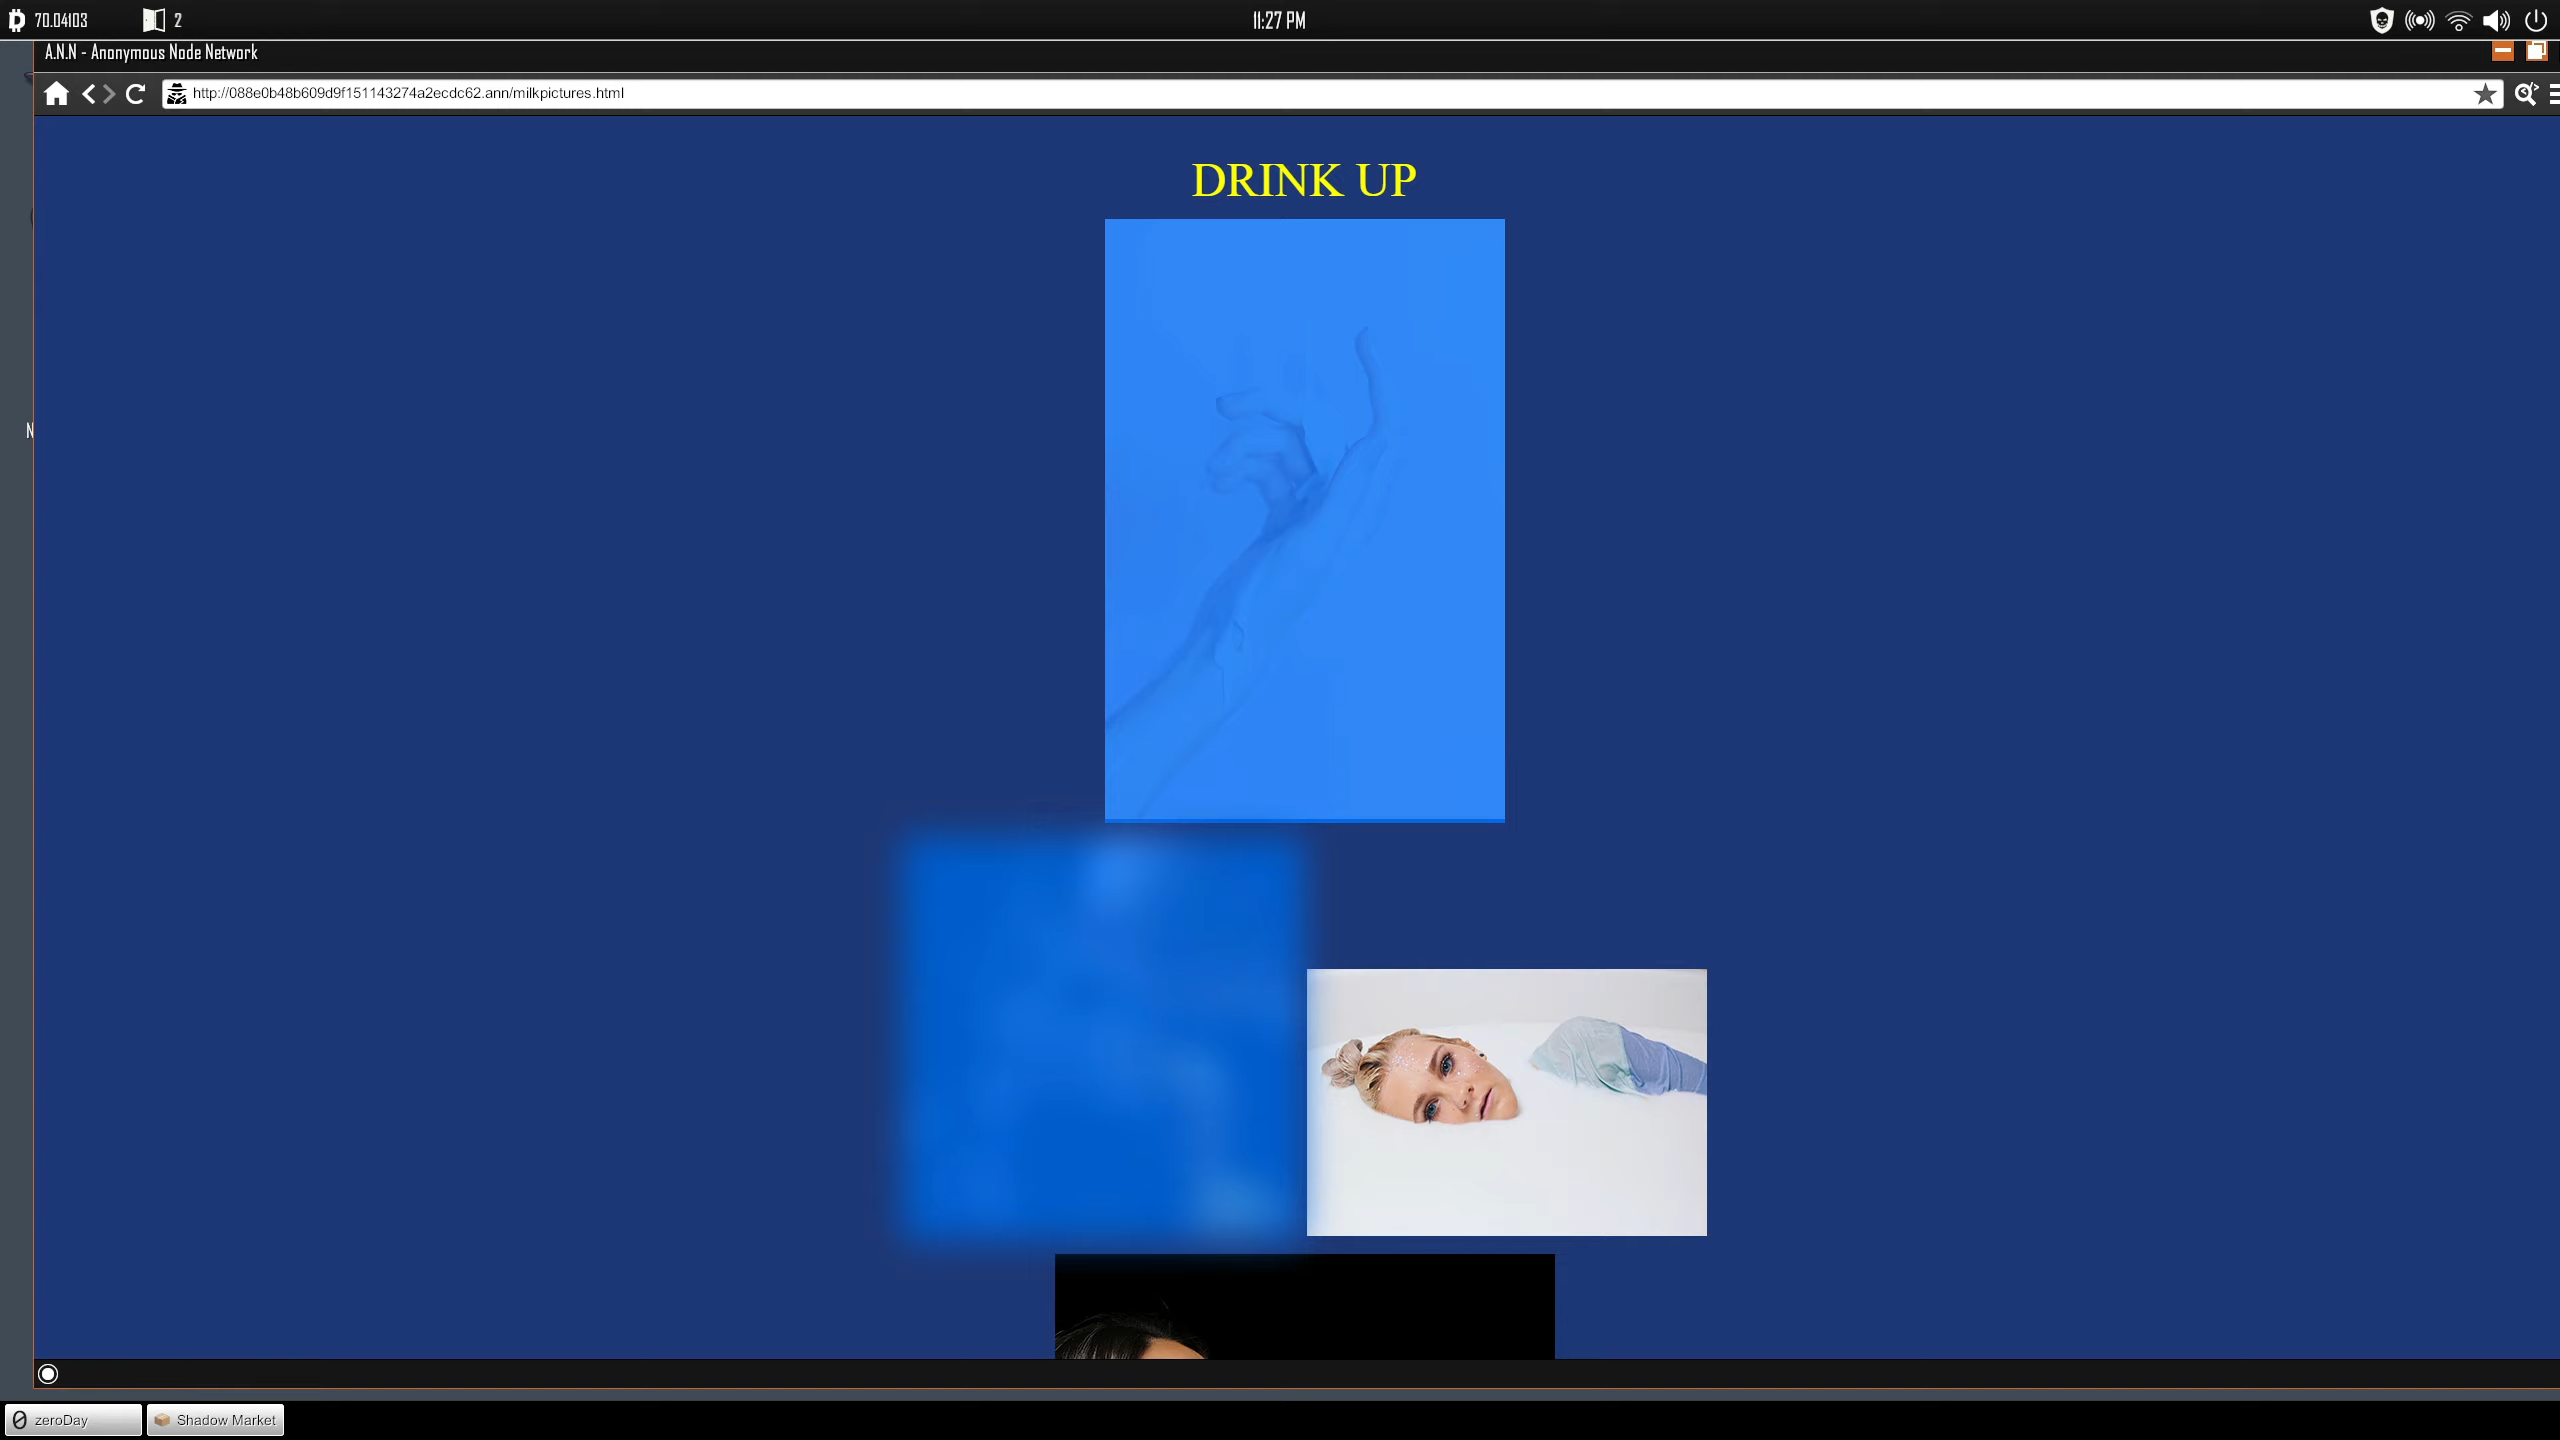 70.04103
2
11:27 PM
A.N.N - Anonymous Node Network
http://088e0b48b609d9f151143274a2ecdc62.ann/milkpictures.html
DRINK UP
N
zeroDay
Shadow Market